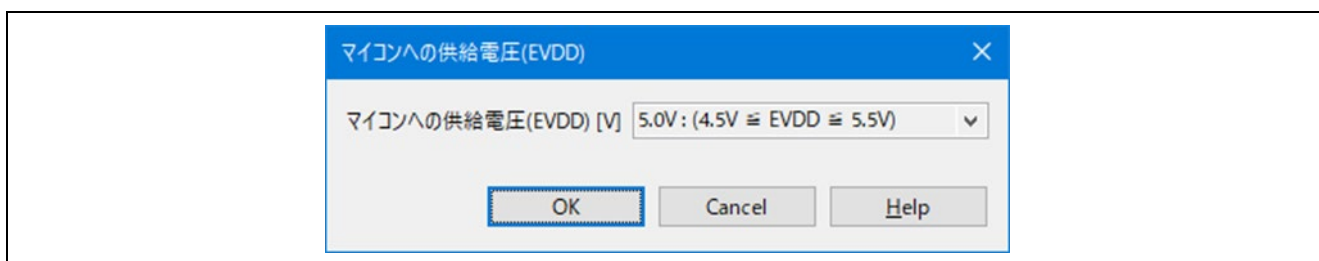 マイコンへの供給電圧(EVDD)
マイコンへの供給電圧(EVDD) [V] 5.0V : (4.5V ≦ EVDD ≦ 5.5V)
OK Cancel Help